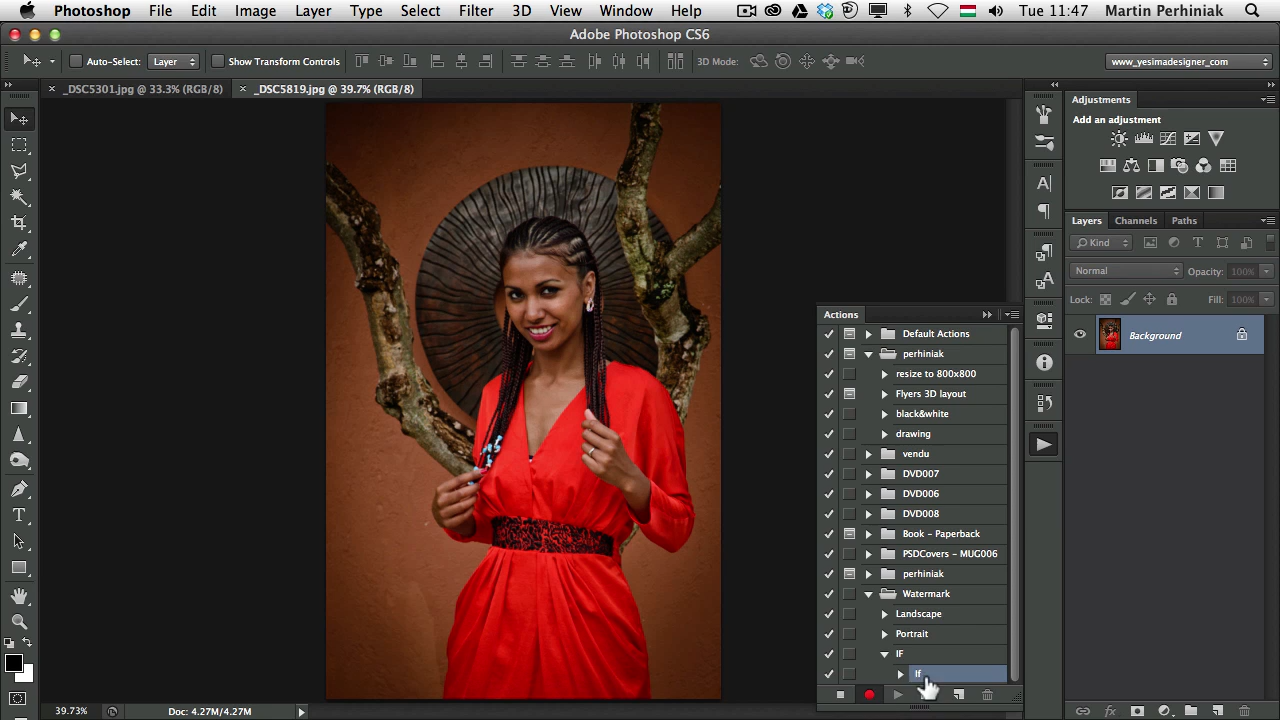 Photoshop File Edit Image Layer Type Select Filter 3D View Window Help Tue 11:47 Martin Perhiniak
Adobe Photoshop CS6
Auto-Select: Layer Show Transform Controls 3D Mode: www_yesimadesigner_com
_DSC5301.jpg @ 33.3% (RGB/8) _DSC5819.jpg @ 39.7% (RGB/8)
Adjustments
Add an adjustment
Layers Channels Paths
Kind
Normal Opacity: 100%
Lock: Fill: 100%
Background
Actions
Default Actions
perhiniak
resize to 800x800
Flyers 3D layout
black&white
drawing
vendu
DVD007
DVD006
DVD008
Book - Paperback
PSDCovers - MUG006
perhiniak
Watermark
Landscape
Portrait
IF
If
39.73% Doc: 4.27M/4.27M